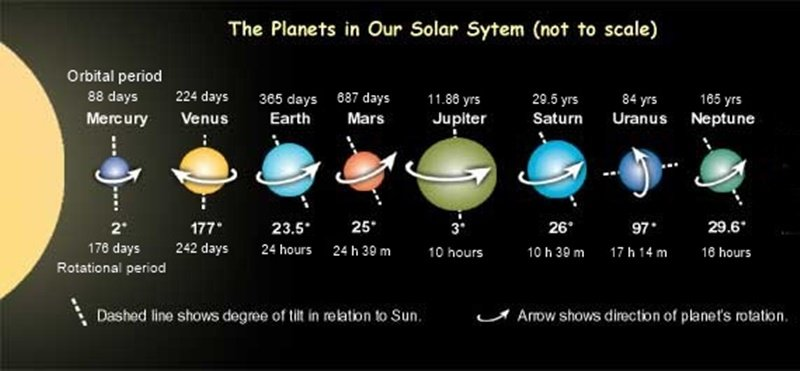 The Planets in Our Solar Sytem (not to scale)
Orbital period
88 days 224 days 365 days 687 days 11.86 yrs 29.5 yrs 84 yrs 165 yrs
Mercury Venus Earth Mars Jupiter Saturn Uranus Neptune
2° 177° 23.5° 25° 3° 26° 97° 29.6°
176 days 242 days 24 hours 24 h 39 m 10 hours 10 h 39 m 17 h 14 m 16 hours
Rotational period
Dashed line shows degree of tilt in relation to Sun. Arrow shows direction of planet's rotation.